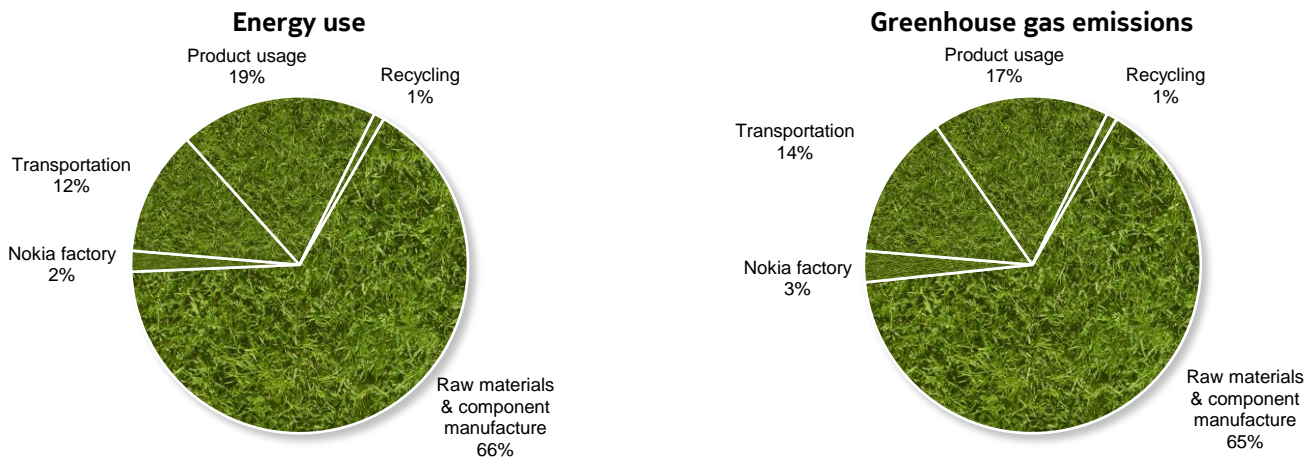 Energy use
Product usage
19%
Recycling
1%
Transportation
12%
Nokia factory
2%
Raw materials
& component
manufacture
66%
Greenhouse gas emissions
Product usage
17%
Recycling
1%
Transportation
14%
Nokia factory
3%
Raw materials
& component
manufacture
65%